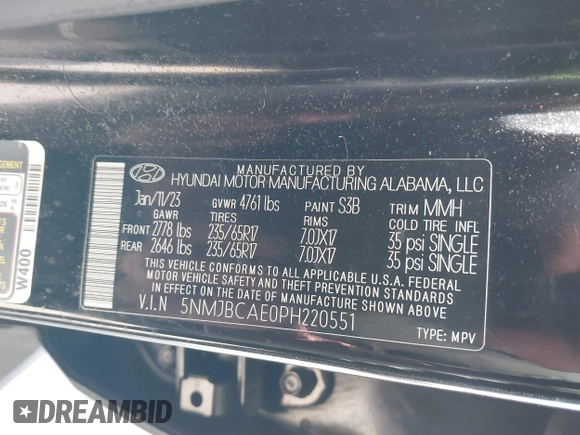 MANUFACTURED BY
HYUNDAI MOTOR MANUFACTURING ALABAMA, LLC
Jan/11/23 GVWR 4761 lbs PAINT S3B TRIM MMH
GAWR TIRES RIMS COLD TIRE INFL
FRONT 2778 lbs 235/65R17 7.0JX17 35 psi SINGLE
REAR 2646 lbs 235/65R17 7.0JX17 35 psi SINGLE
THIS VEHICLE CONFORMS TO ALL APPLICABLE U.S.A. FEDERAL
MOTOR VEHICLE SAFETY AND THEFT PREVENTION STANDARDS
IN EFFECT ON THE DATE OF MANUFACTURE SHOWN ABOVE.
V.I.N 5NMJBCAE0PH220551
TYPE: MPV
W400
DREAMBID